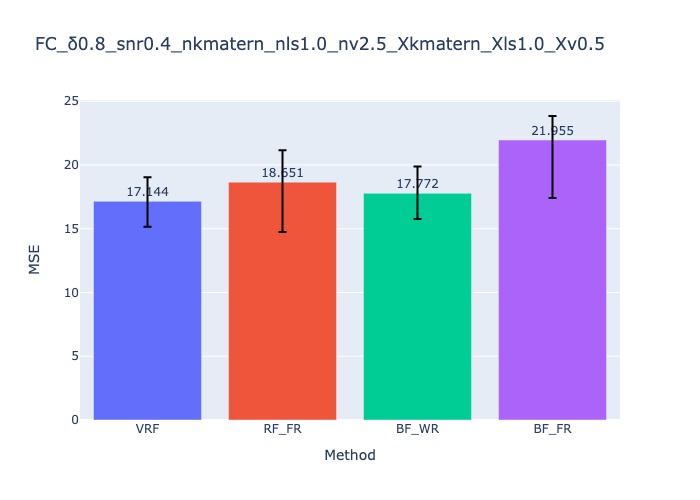 FC_δ0.8_snr0.4_nkmatern_nls1.0_nv2.5_Xkmatern_Xls1.0_Xv0.5
25
20
15
10
5
0
MSE
17.144
18.651
17.772
21.955
VRF
RF_FR
BF_WR
BF_FR
Method